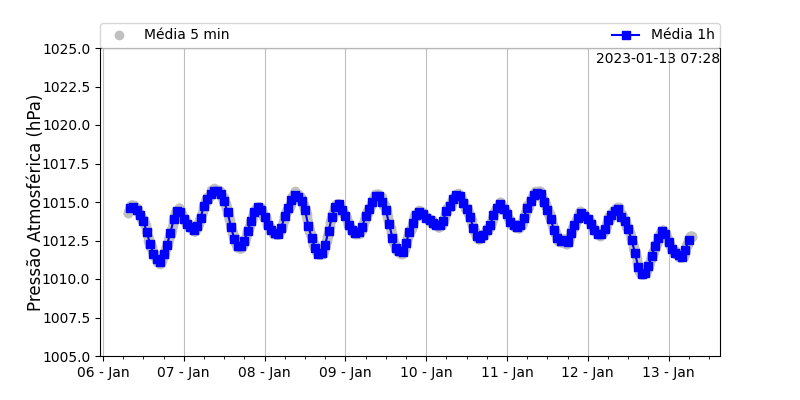 Média 5 min
Média 1h
2023-01-13 07:28
Pressão Atmosférica (hPa)
1025.0
1022.5
1020.0
1017.5
1015.0
1012.5
1010.0
1007.5
1005.0
06 - Jan
07 - Jan
08 - Jan
09 - Jan
10 - Jan
11 - Jan
12 - Jan
13 - Jan